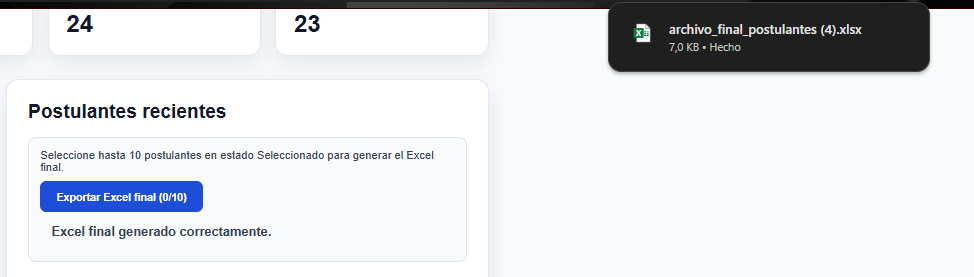 24
23
archivo_final_postulantes (4).xlsx
7,0 KB • Hecho
Postulantes recientes
Seleccione hasta 10 postulantes en estado Seleccionado para generar el Excel
final.
Exportar Excel final (0/10)
Excel final generado correctamente.